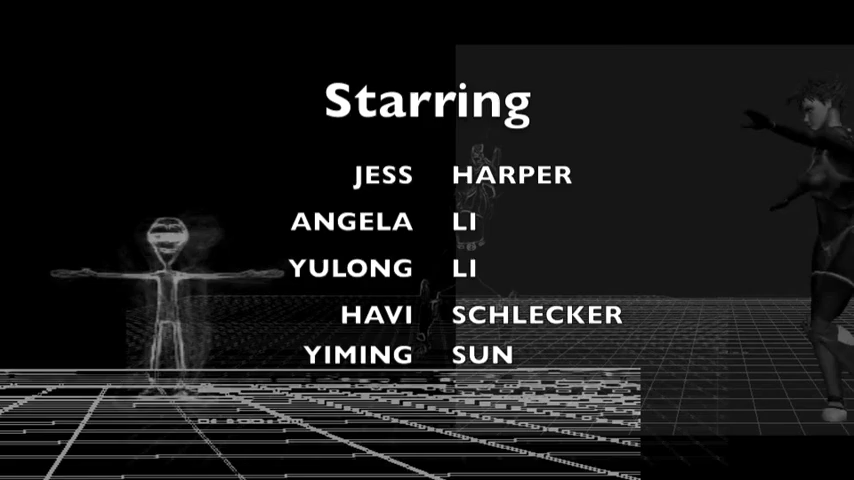 Starring
JESS HARPER
ANGELA LI
YULONG LI
HAVI SCHLECKER
YIMING SUN